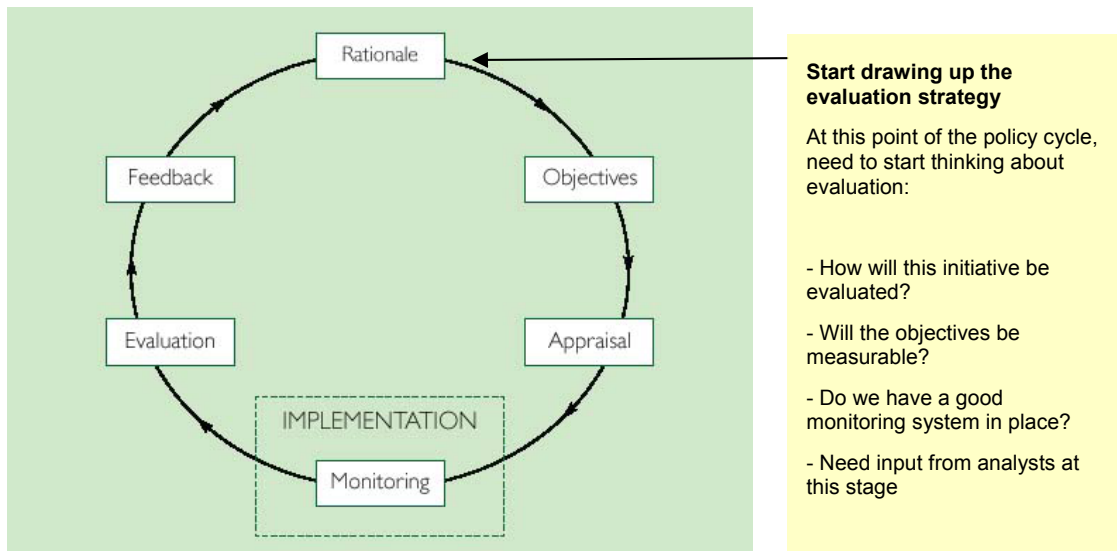 Rationale
Feedback
Objectives
Evaluation
Appraisal
IMPLEMENTATION
Monitoring
Start drawing up the
evaluation strategy
At this point of the policy cycle,
need to start thinking about
evaluation:
- How will this initiative be
evaluated?
- Will the objectives be
measurable?
- Do we have a good
monitoring system in place?
- Need input from analysts at
this stage